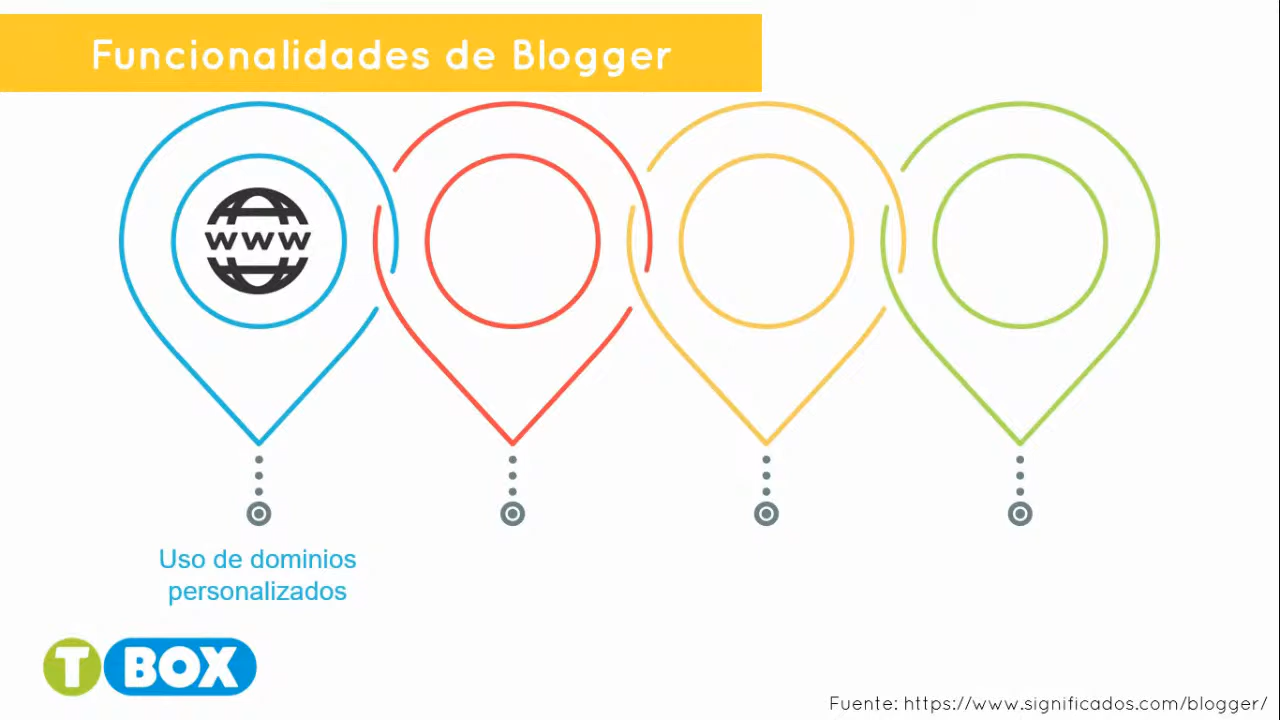 Funcionalidades de Blogger
www
Uso de dominios
personalizados
T BOX
Fuente: https://www.significados.com/blogger/